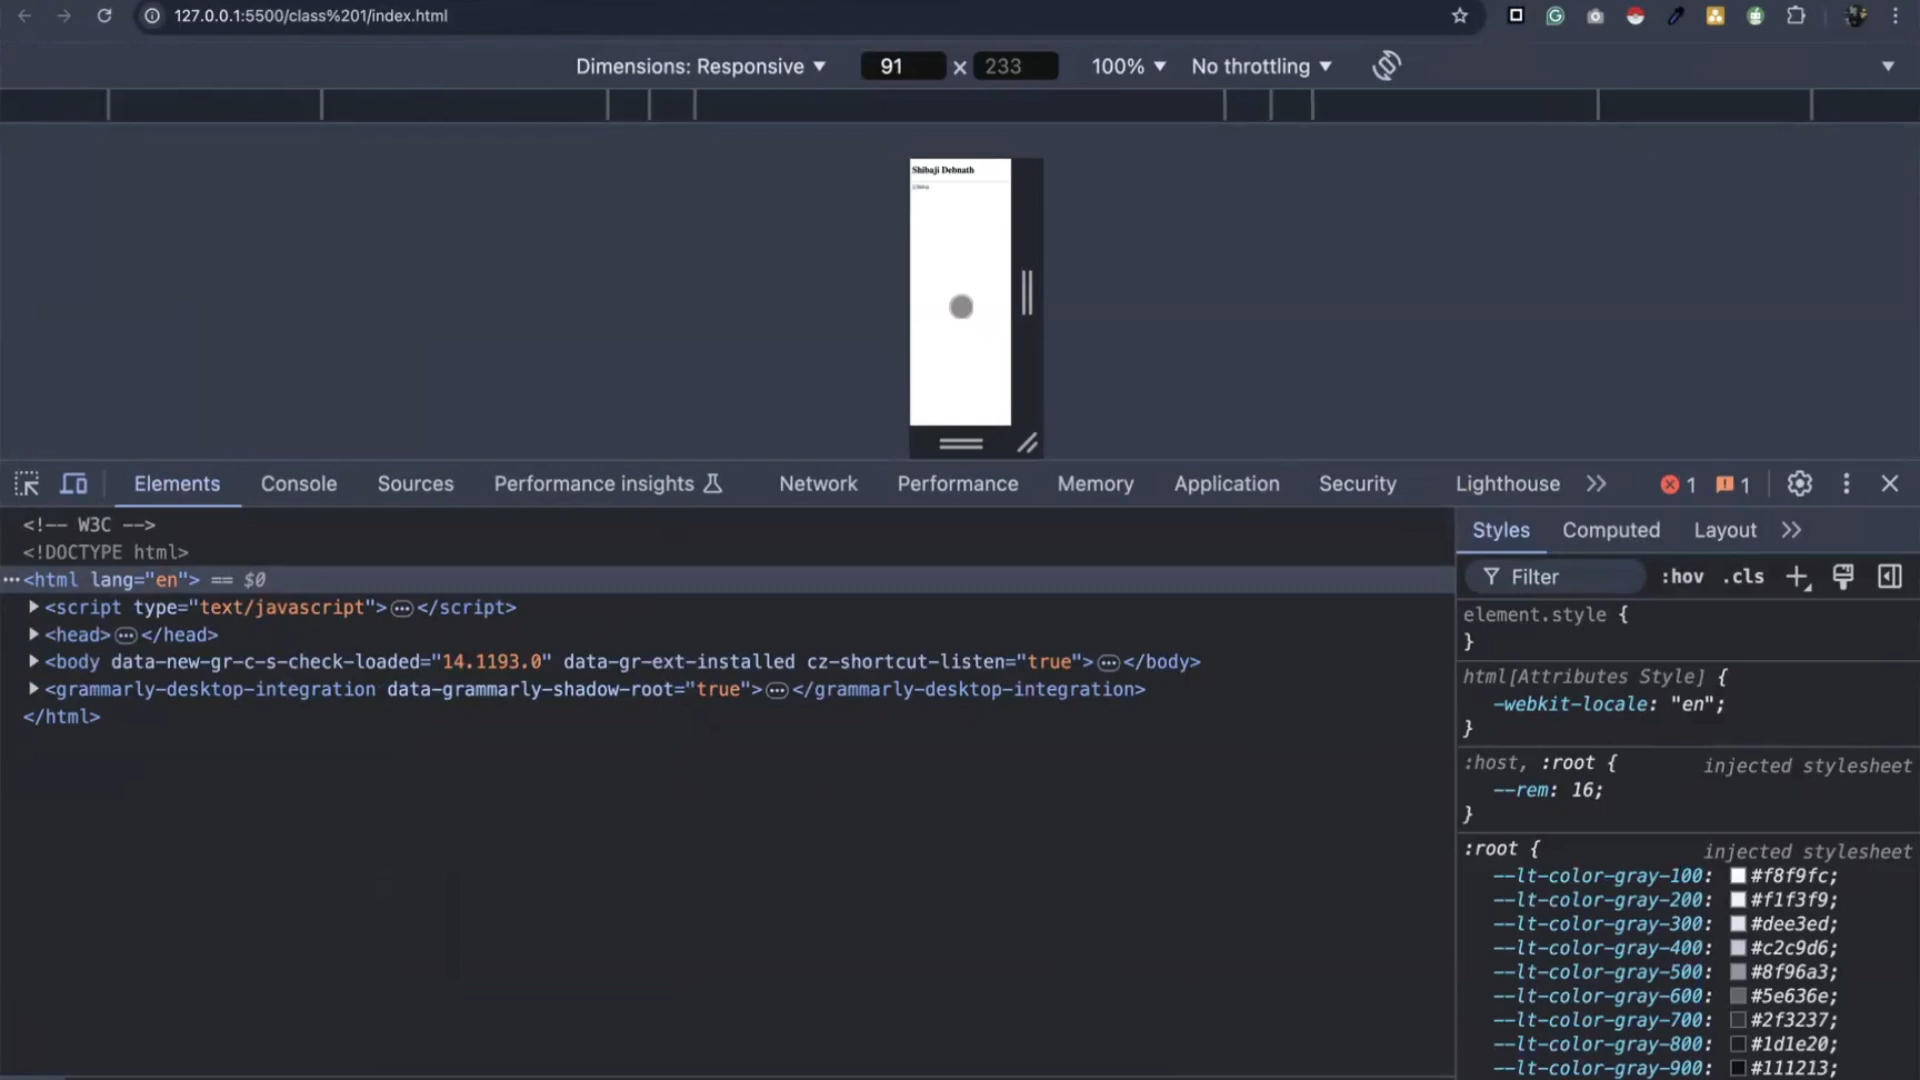 127.0.0.1:5500/class%201/index.html
Dimensions: Responsive 91 × 233 100% No throttling
Shibaji Debnath
Elements Console Sources Performance insights Network Performance Memory Application Security Lighthouse 1 1
<!-- W3C -->
<!DOCTYPE html>
<html lang="en"> == $0
<script type="text/javascript">…</script>
<head>…</head>
<body data-new-gr-c-s-check-loaded="14.1193.0" data-gr-ext-installed cz-shortcut-listen="true">…</body>
<grammarly-desktop-integration data-grammarly-shadow-root="true">…</grammarly-desktop-integration>
</html>
Styles Computed Layout
Filter :hov .cls
element.style {
}
html[Attributes Style] {
-webkit-locale: "en";
}
:host, :root { injected stylesheet
--rem: 16;
}
:root { injected stylesheet
--lt-color-gray-100: #f8f9fc;
--lt-color-gray-200: #f1f3f9;
--lt-color-gray-300: #dee3ed;
--lt-color-gray-400: #c2c9d6;
--lt-color-gray-500: #8f96a3;
--lt-color-gray-600: #5e636e;
--lt-color-gray-700: #2f3237;
--lt-color-gray-800: #1d1e20;
--lt-color-gray-900: #111213;